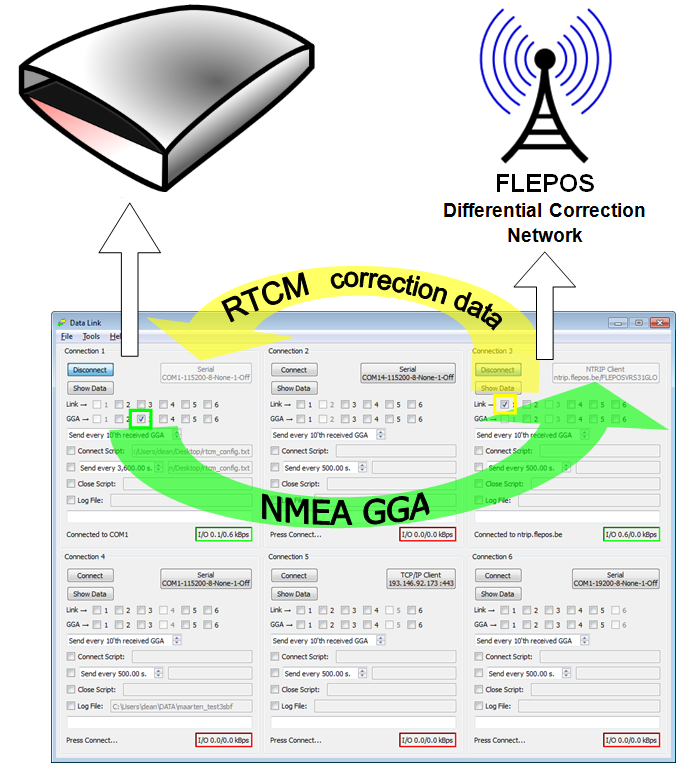 FLEPOS
Differential Correction
Network
RTCM correction data
Data Link
File Tools Hel
Connection 1
Disconnect
Serial
COM1-115200-8-None-1-Off
Show Data
Link → 1 2 3 4 5 6
GGA → 1 2 3 4 5 6
Send every 10'th received GGA
Connect Script: :/Users/dean/Desktop/rtcm_config.txt
Send every 3,600.00 s. n/Desktop/rtcm_config.txt
Close Script:
Log File:
Connected to COM1
I/O 0.1/0.6 kBps
Connection 2
Connect
Serial
COM14-115200-8-None-1-Off
Show Data
Link → 1 2 3 4 5 6
GGA → 1 2 3 4 5 6
Send every 10'th received GGA
Connect Script:
Send every 500.00 s.
Close Script:
Log File:
Press Connect...
I/O 0.0/0.0 kBps
Connection 3
Disconnect
NTRIP Client
ntrip.flepos.be/FLEPOSVRS31GLO
Show Data
Link → 1 2 3 4 5 6
GGA → 1 2 3 4 5 6
Send every 10'th received GGA
Connect Script:
Send every 500.00 s.
Close Script:
Log File:
Connected to ntrip.flepos.be
I/O 0.6/0.0 kBps
NMEA GGA
Connection 4
Connect
Serial
COM1-115200-8-None-1-Off
Show Data
Link → 1 2 3 4 5 6
GGA → 1 2 3 4 5 6
Send every 10'th received GGA
Connect Script:
Send every 500.00 s.
Close Script:
Log File: C:\Users\dean\DATA\maarten_test3sbf
Press Connect...
I/O 0.0/0.0 kBps
Connection 5
Connect
TCP/IP Client
193.146.92.173 :443
Show Data
Link → 1 2 3 4 5 6
GGA → 1 2 3 4 5 6
Send every 10'th received GGA
Connect Script:
Send every 500.00 s.
Close Script:
Log File:
Press Connect...
I/O 0.0/0.0 kBps
Connection 6
Connect
Serial
COM1-19200-8-None-1-Off
Show Data
Link → 1 2 3 4 5 6
GGA → 1 2 3 4 5 6
Send every 10'th received GGA
Connect Script:
Send every 500.00 s.
Close Script:
Log File:
Press Connect...
I/O 0.0/0.0 kBps